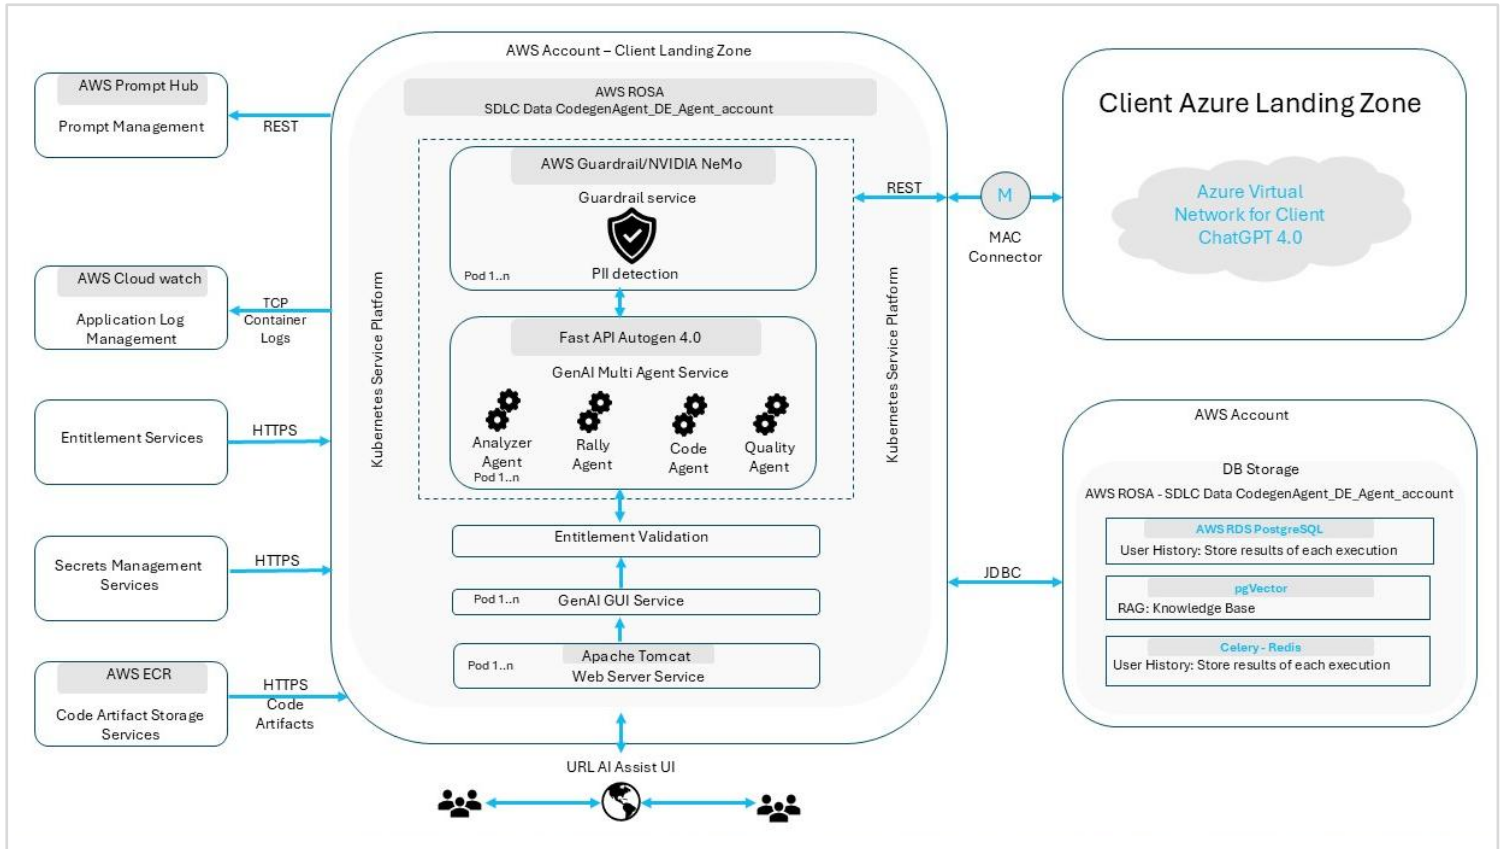 AWS Account – Client Landing Zone
AWS ROSA
SDLC Data CodegenAgent_DE_Agent_account
AWS Prompt Hub
Prompt Management
REST
AWS Cloud watch
Application Log
Management
TCP
Container
Logs
Entitlement Services
HTTPS
Secrets Management
Services
HTTPS
AWS ECR
Code Artifact Storage
Services
HTTPS
Code
Artifacts
Kubernetes Service Platform
AWS Guardrail/NVIDIA NeMo
Guardrail service
Pod 1..n
PII detection
Fast API Autogen 4.0
GenAI Multi Agent Service
Analyzer
Agent
Rally
Agent
Code
Agent
Quality
Agent
Pod 1..n
Entitlement Validation
Pod 1..n
GenAI GUI Service
Apache Tomcat
Pod 1..n
Web Server Service
Kubernetes Service Platform
URL AI Assist UI
REST
M
MAC
Connector
Client Azure Landing Zone
Azure Virtual
Network for Client
ChatGPT 4.0
JDBC
AWS Account
DB Storage
AWS ROSA - SDLC Data CodegenAgent_DE_Agent_account
AWS RDS PostgreSQL
User History: Store results of each execution
pgVector
RAG: Knowledge Base
Celery - Redis
User History: Store results of each execution